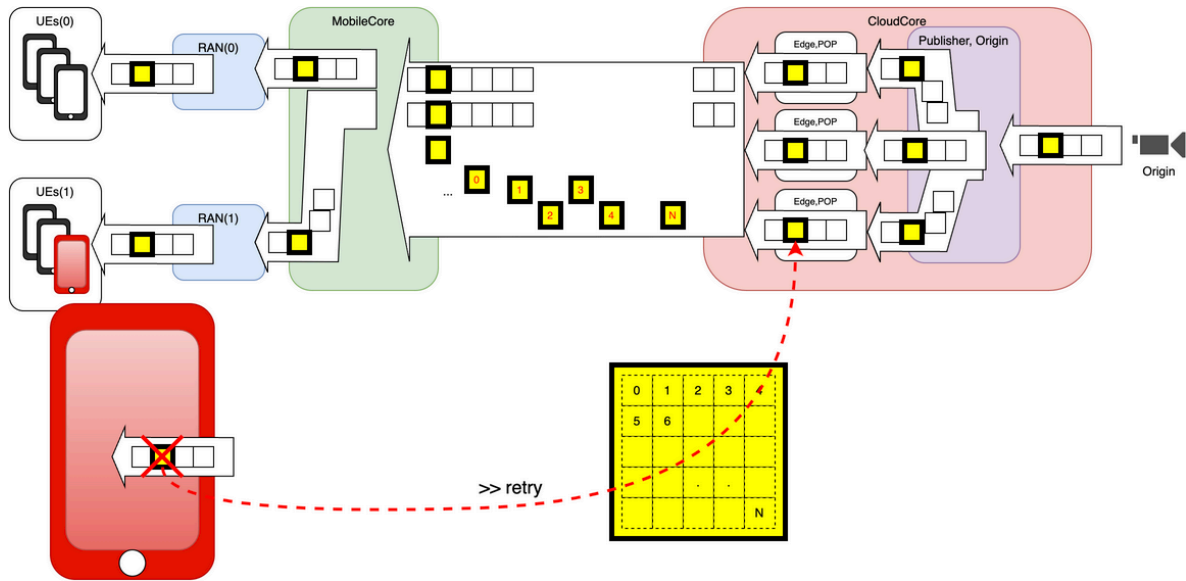 UEs(0)
RAN(0)
MobileCore
CloudCore
Edge,POP
Publisher, Origin
Edge,POP
Origin
...
0
1
2
3
4
N
UEs(1)
RAN(1)
Edge,POP
0 1 2 3 4
5 6
. .
N
>> retry